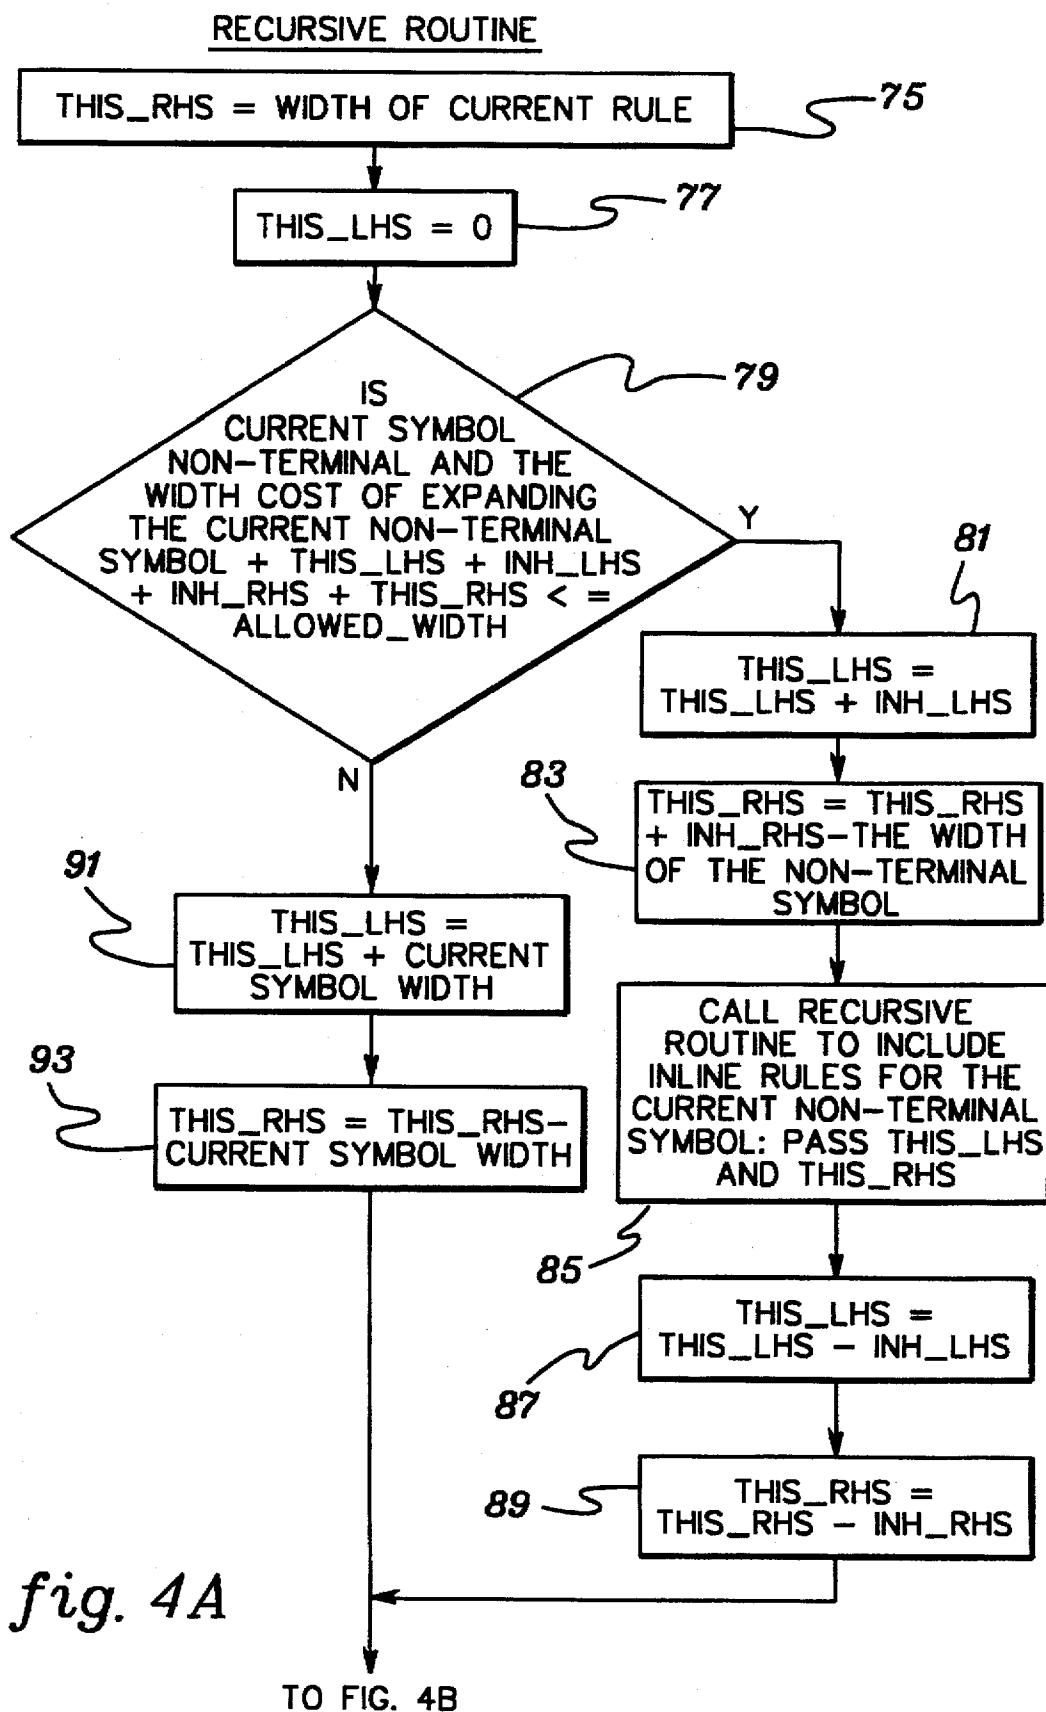 RECURSIVE ROUTINE
THIS_RHS = WIDTH OF CURRENT RULE
75
THIS_LHS = 0
77
IS
CURRENT SYMBOL
NON-TERMINAL AND THE
WIDTH COST OF EXPANDING
THE CURRENT NON-TERMINAL
SYMBOL + THIS_LHS + INH_LHS
+ INH_RHS + THIS_RHS < =
ALLOWED_WIDTH
79
Y
81
THIS_LHS =
THIS_LHS + INH_LHS
83
THIS_RHS = THIS_RHS
+ INH_RHS-THE WIDTH
OF THE NON-TERMINAL
SYMBOL
CALL RECURSIVE
ROUTINE TO INCLUDE
INLINE RULES FOR THE
CURRENT NON-TERMINAL
SYMBOL: PASS THIS_LHS
AND THIS_RHS
85
THIS_LHS =
THIS_LHS - INH_LHS
87
THIS_RHS =
THIS_RHS - INH_RHS
89
N
91
THIS_LHS =
THIS_LHS + CURRENT
SYMBOL WIDTH
93
THIS_RHS = THIS_RHS-
CURRENT SYMBOL WIDTH
fig. 4A
TO FIG. 4B